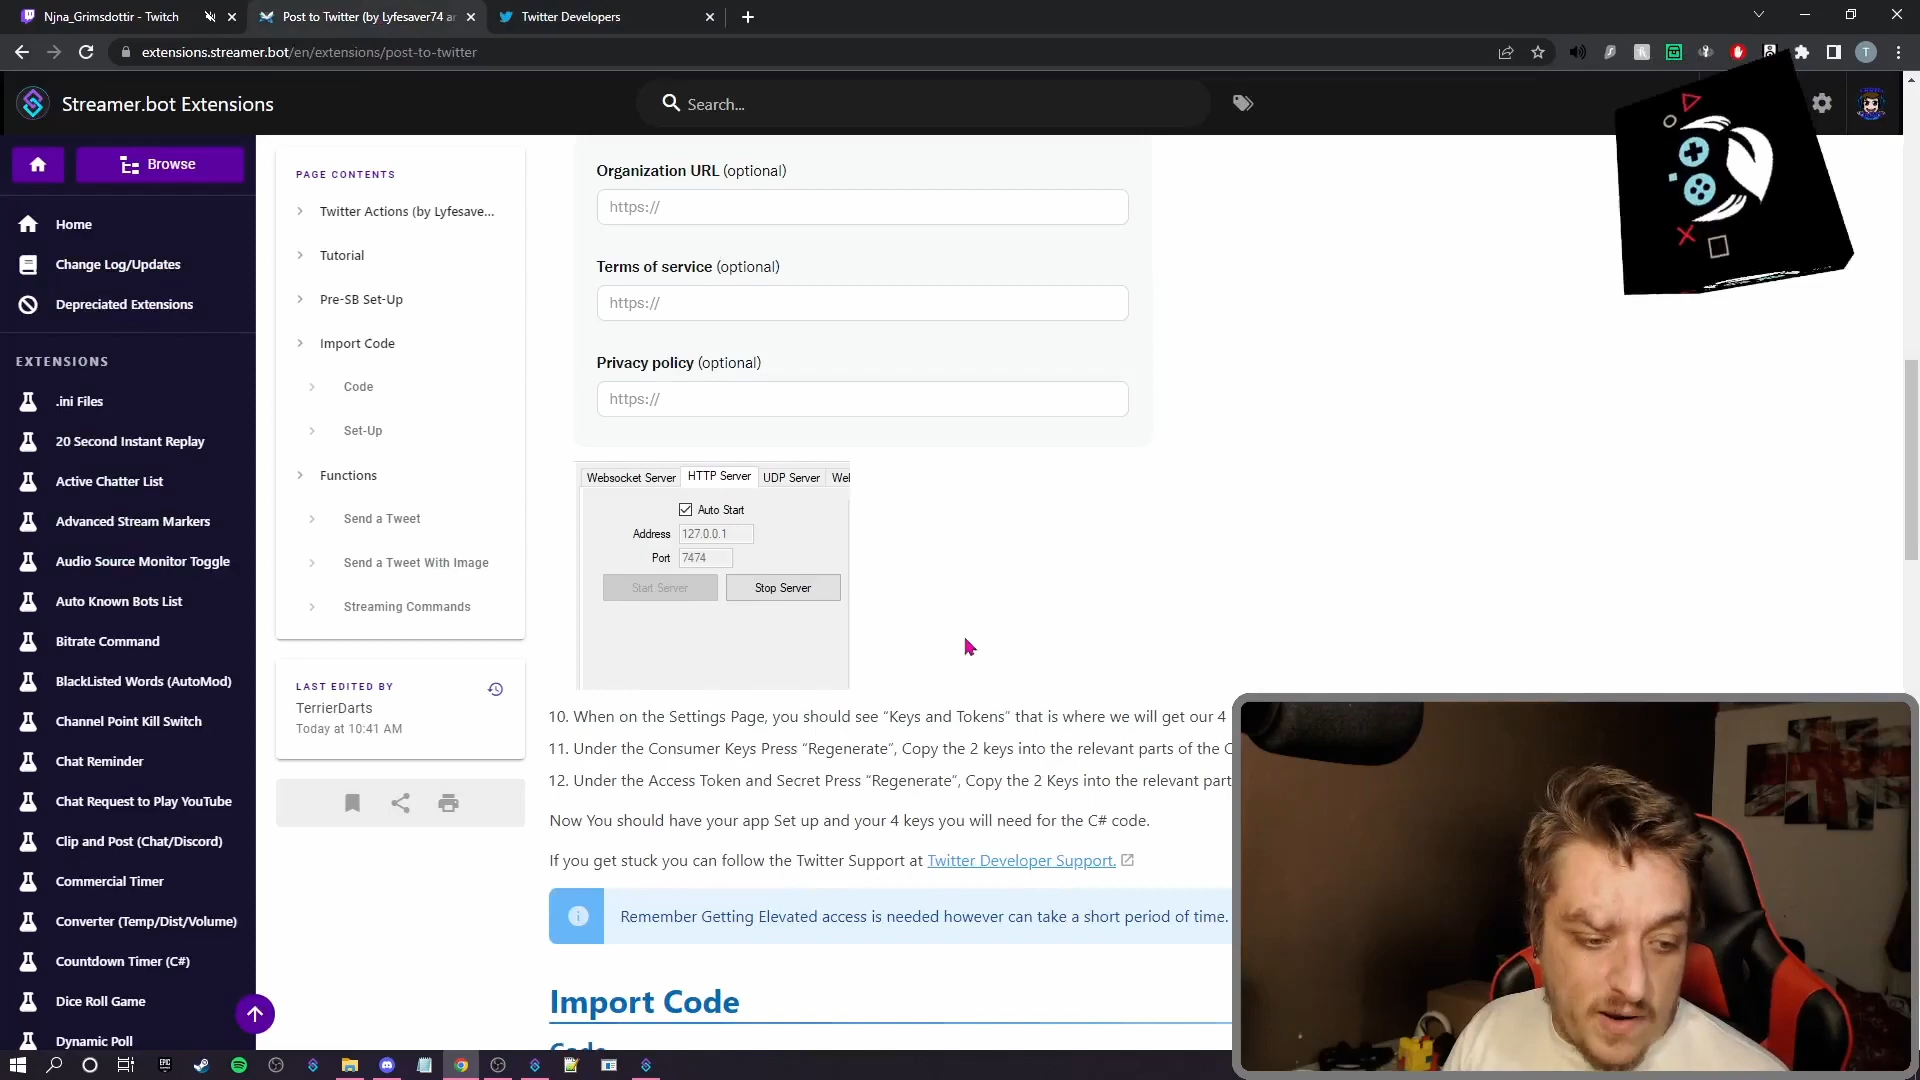 Njna_Grimsdottir - Twitch
Post to Twitter (by Lyfesaver74 ar
Twitter Developers
extensions.streamer.bot/en/extensions/post-to-twitter
T
Streamer.bot Extensions
Search...
Browse
Home
Change Log/Updates
Depreciated Extensions
EXTENSIONS
.ini Files
20 Second Instant Replay
Active Chatter List
Advanced Stream Markers
Audio Source Monitor Toggle
Auto Known Bots List
Bitrate Command
BlackListed Words (AutoMod)
Channel Point Kill Switch
Chat Reminder
Chat Request to Play YouTube
Clip and Post (Chat/Discord)
Commercial Timer
Converter (Temp/Dist/Volume)
Countdown Timer (C#)
Dice Roll Game
Dynamic Poll
PAGE CONTENTS
Twitter Actions (by Lyfesave...
Tutorial
Pre-SB Set-Up
Import Code
Code
Set-Up
Functions
Send a Tweet
Send a Tweet With Image
Streaming Commands
LAST EDITED BY
TerrierDarts
Today at 10:41 AM
Organization URL (optional)
https://
Terms of service (optional)
https://
Privacy policy (optional)
https://
Websocket Server HTTP Server UDP Server Wel
Auto Start
Address 127.0.0.1
Port 7474
Start Server Stop Server
10. When on the Settings Page, you should see “Keys and Tokens” that is where we will get our 4
11. Under the Consumer Keys Press “Regenerate”, Copy the 2 keys into the relevant parts of the C
12. Under the Access Token and Secret Press “Regenerate”, Copy the 2 Keys into the relevant part
Now You should have your app Set up and your 4 keys you will need for the C# code.
If you get stuck you can follow the Twitter Support at Twitter Developer Support.
Remember Getting Elevated access is needed however can take a short period of time.
Import Code
Code